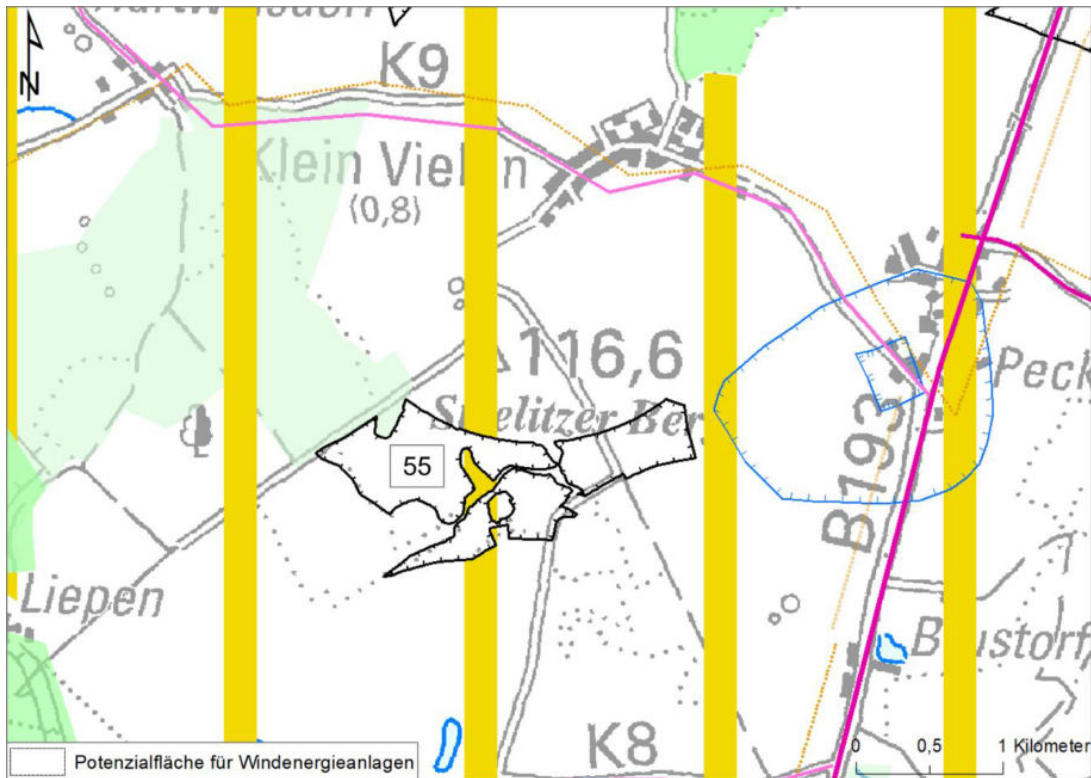 N
K9
Klein Viel n
(0,8)
116,6
Peck
55
B193
Liepen
K8
0 0,5 1 Kilometer
Potenzialfläche für Windenergieanlagen